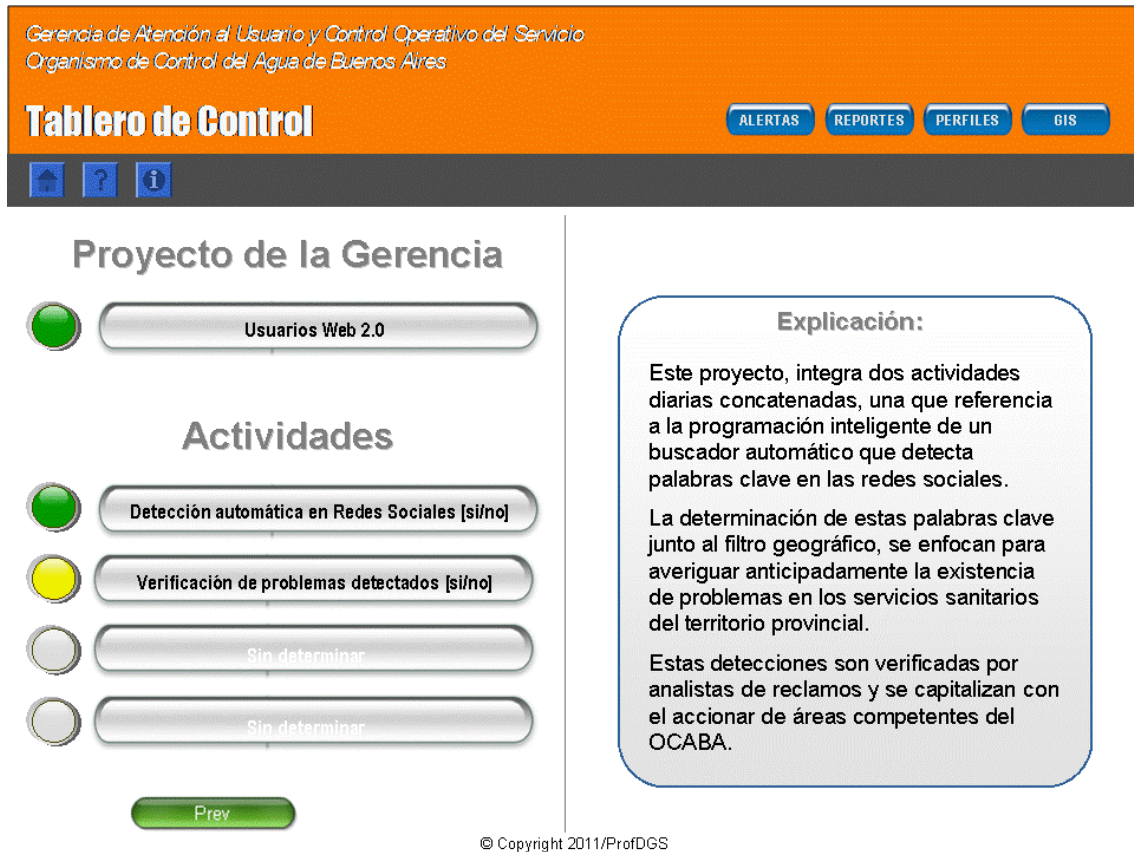 Gerencia de Atención al Usuario y Control Operativo del Servicio
Organismo de Control del Agua de Buenos Aires
Tablero de Control
ALERTAS
REPORTES
PERFILES
GIS
?
i
Proyecto de la Gerencia
Usuarios Web 2.0
Actividades
Detección automática en Redes Sociales [si/no]
Verificación de problemas detectados [si/no]
Sin determinar
Sin determinar
Prev
Explicación:
Este proyecto, integra dos actividades
diarias concatenadas, una que referencia
a la programación inteligente de un
buscador automático que detecta
palabras clave en las redes sociales.
La determinación de estas palabras clave
junto al filtro geográfico, se enfocan para
averiguar anticipadamente la existencia
de problemas en los servicios sanitarios
del territorio provincial.
Estas detecciones son verificadas por
analistas de reclamos y se capitalizan con
el accionar de áreas competentes del
OCABA.
© Copyright 2011/ProfDGS